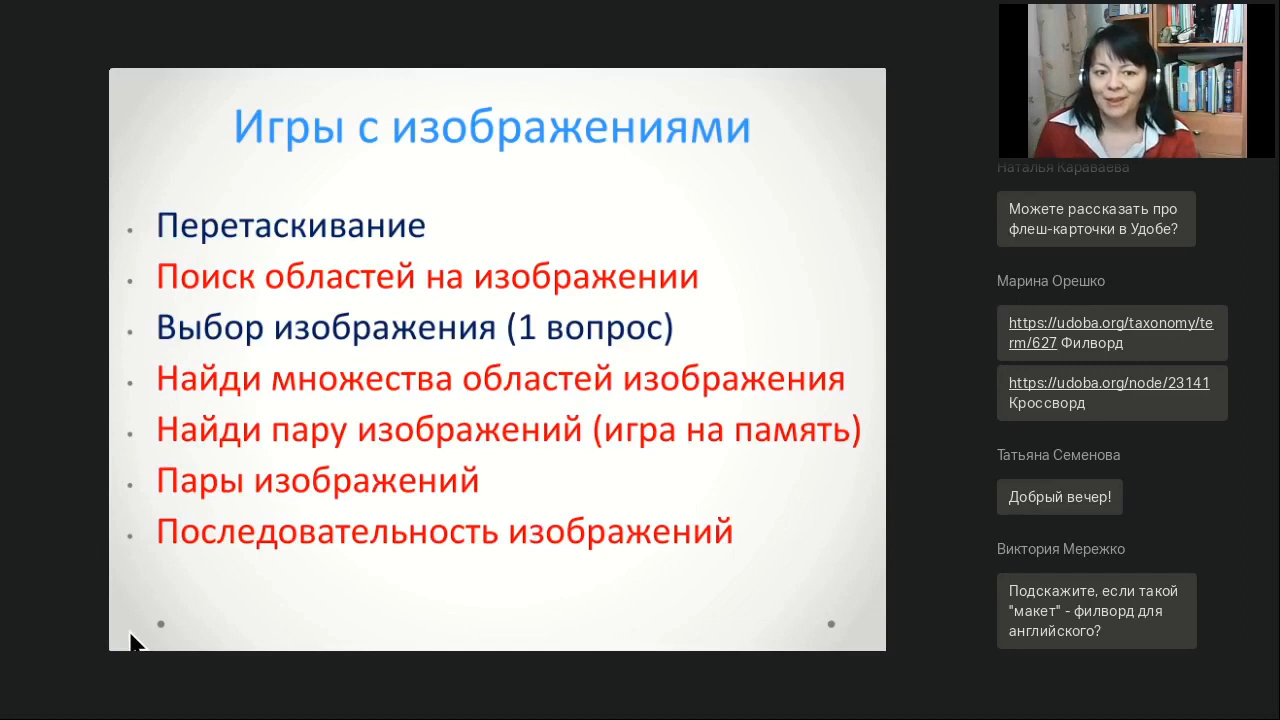 Игры с изображениями
Перетаскивание
Поиск областей на изображении
Выбор изображения (1 вопрос)
Найди множества областей изображения
Найди пару изображений (игра на память)
Пары изображений
Последовательность изображений
Наталья Караваева
Можете рассказать про
флеш-карточки в Удобе?
Марина Орешко
https://udoba.org/taxonomy/te
rm/627 Филворд
https://udoba.org/node/23141
Кроссворд
Татьяна Семенова
Добрый вечер!
Виктория Мережко
Подскажите, если такой
"макет" - филворд для
английского?